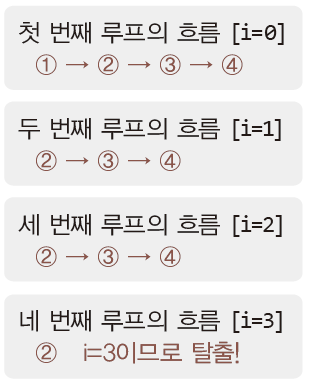 첫 번째 루프의 흐름 [i=0]
① → ② → ③ → ④
두 번째 루프의 흐름 [i=1]
② → ③ → ④
세 번째 루프의 흐름 [i=2]
② → ③ → ④
네 번째 루프의 흐름 [i=3]
② i=3이므로 탈출!